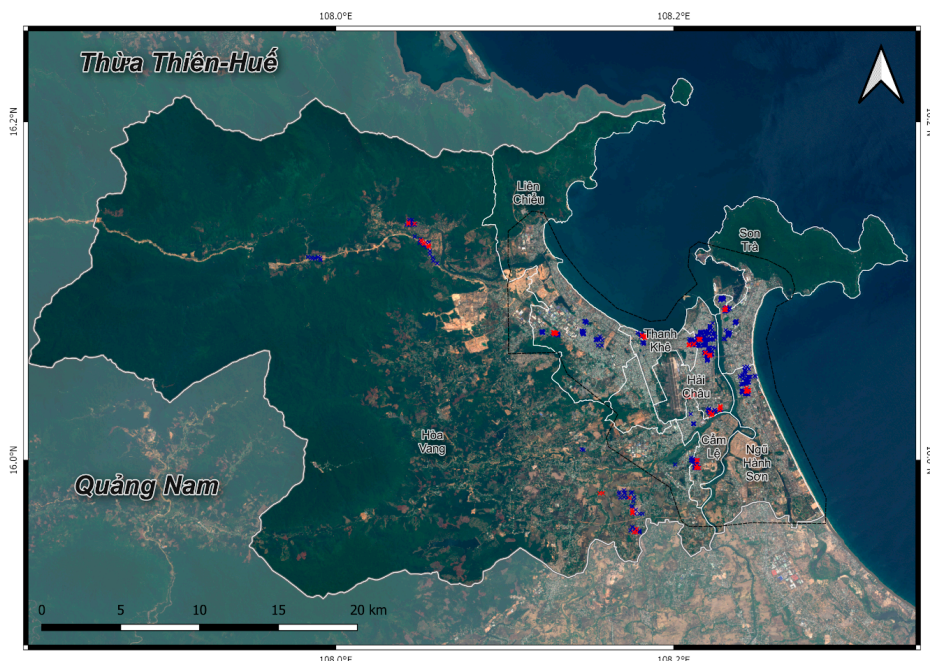 108.0°E
108.2°E
Thừa Thiên-Huế
16.2°N
Liên
Chiểu
Sơn
Trà
Thanh
Khê
Hải
Châu
Hòa
Vang
Cẩm
Lệ
Ngũ
Hành
Sơn
16.0°N
Quảng Nam
0
5
10
15
20 km
108.0°E
108.2°E